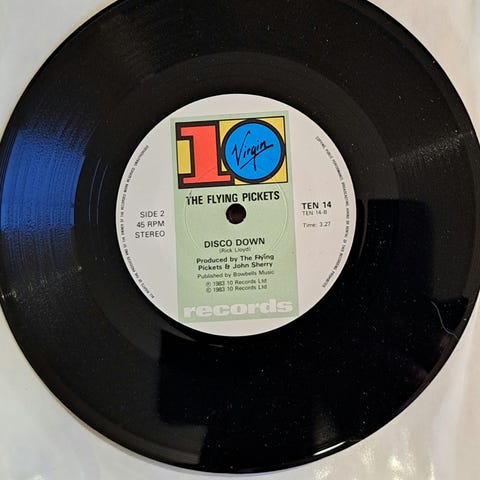 10
Virgin
THE FLYING PICKETS
SIDE 2
45 RPM
STEREO
TEN 14
TEN 14-B
Time: 3.27
DISCO DOWN
(Rick Lloyd)
Produced by The Flying
Pickets & John Sherry
Published by Bowbells Music
℗ 1983 10 Records Ltd
© 1983 10 Records Ltd
records